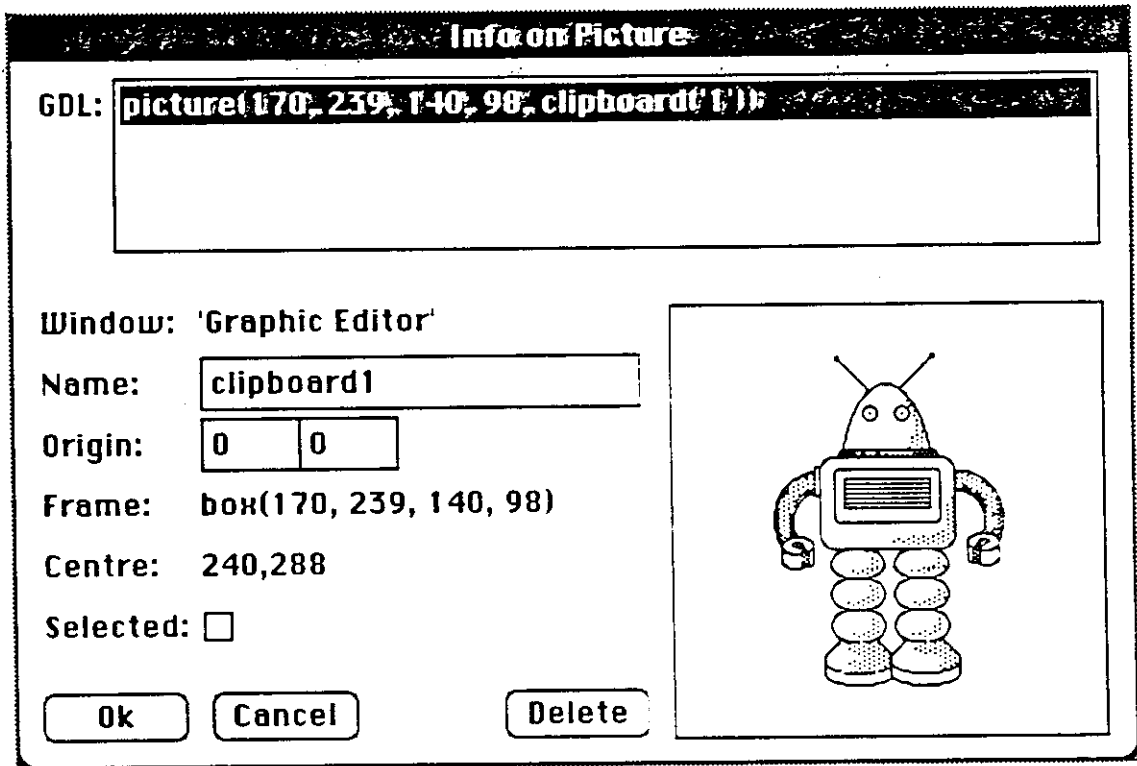 Info on Picture
GDL: picture(170, 239, 140, 98, clipboard('1'));
Window: 'Graphic Editor'
Name: clipboard1
Origin: 0 0
Frame: box(170, 239, 140, 98)
Centre: 240,288
Selected:
Ok Cancel Delete